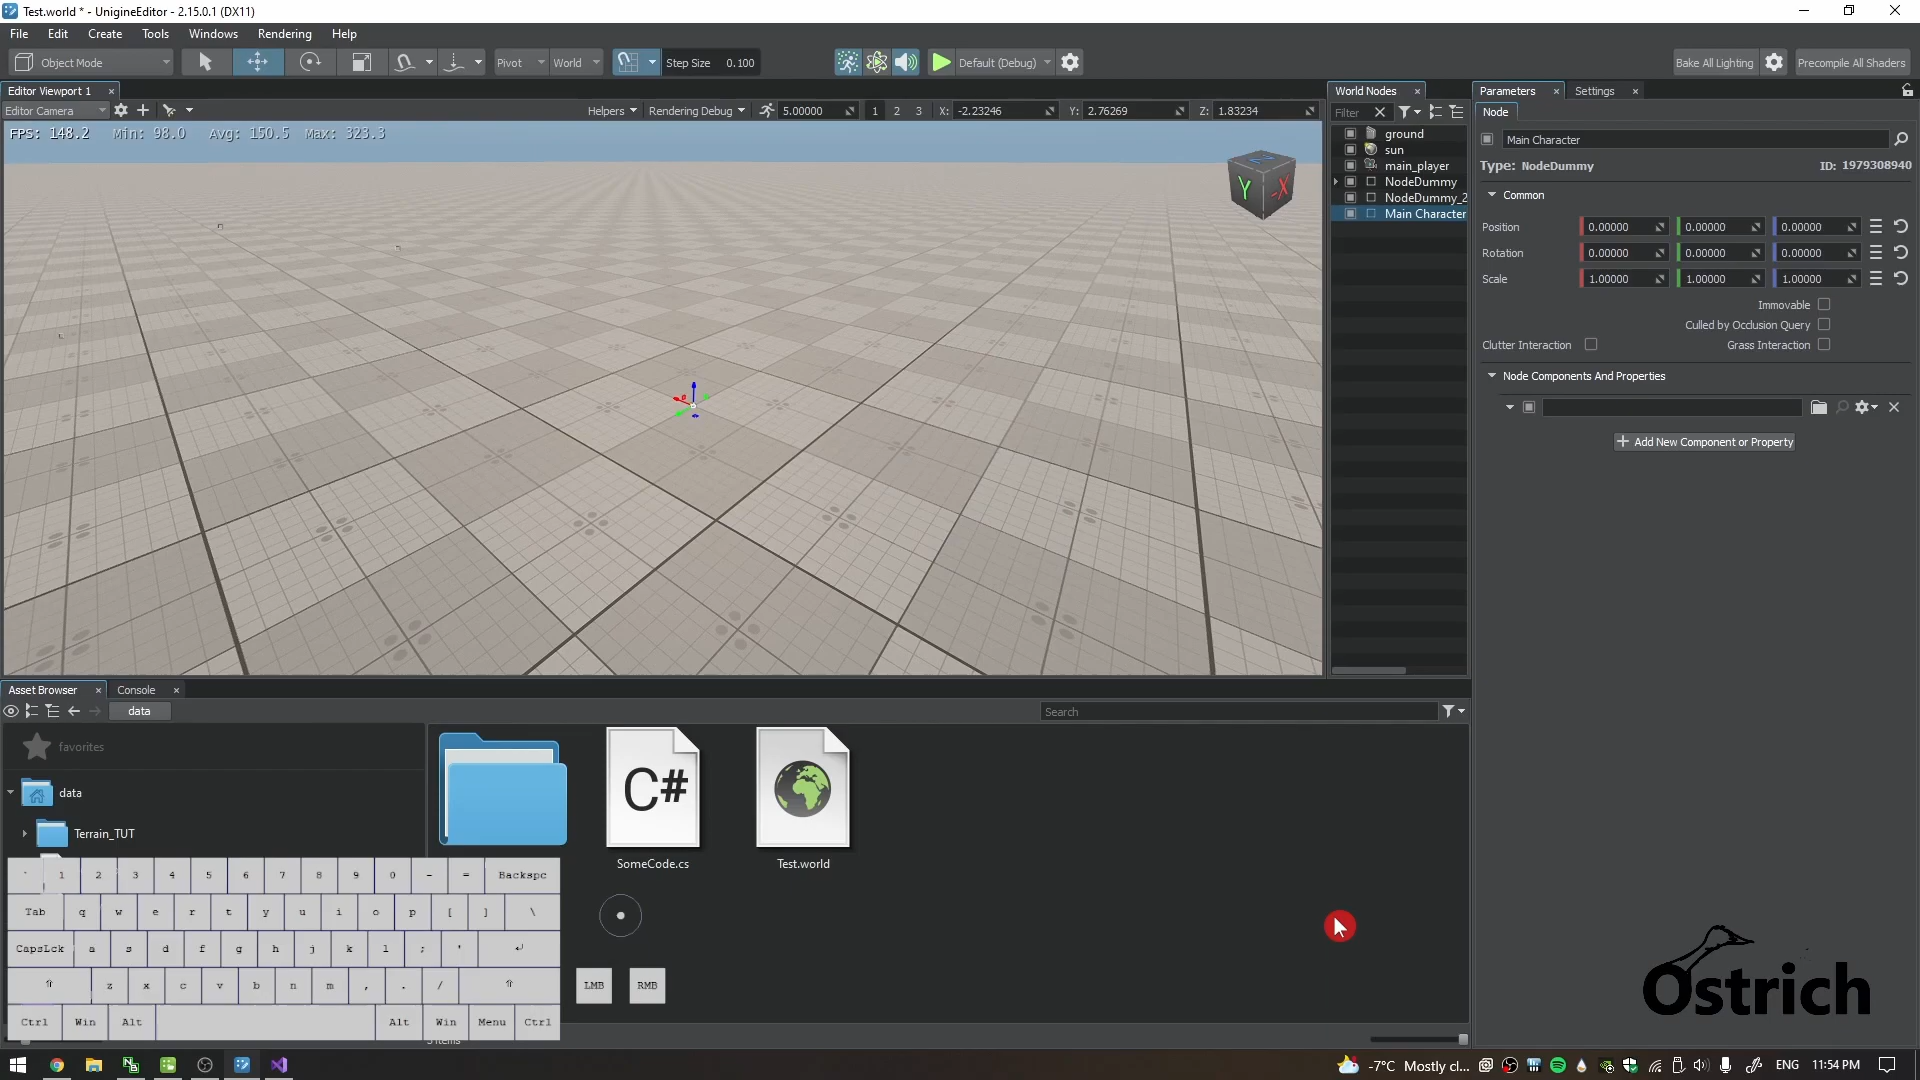 Test.world * - UnigineEditor - 2.15.0.1 (DX11)
File Edit Create Tools Windows Rendering Help
Object Mode Pivot World Step Size 0.100 Default (Debug) Bake All Lighting Precompile All Shaders
Editor Viewport 1
Editor Camera Helpers Rendering Debug 5.00000 1 2 3 X: -2.23246 Y: 2.76269 Z: 1.83234
FPS: 148.2 Min: 98.0 Avg: 150.5 Max: 323.3
Z
Y
-X
World Nodes
Filter
ground
sun
main_player
NodeDummy
NodeDummy_2
Main Character
Parameters Settings
Node
Main Character
Type: NodeDummy ID: 1979308940
Common
Position 0.00000 0.00000 0.00000
Rotation 0.00000 0.00000 0.00000
Scale 1.00000 1.00000 1.00000
Immovable
Culled by Occlusion Query
Clutter Interaction Grass Interaction
Node Components And Properties
Add New Component or Property
Asset Browser Console
data Search
favorites
data
Terrain_TUT
C#
SomeCode.cs Test.world
` 1 2 3 4 5 6 7 8 9 0 - = Backspc
Tab q w e r t y u i o p [ ] \
CapsLck a s d f g h j k l ; '
z x c v b n m , . /
Ctrl Win Alt Alt Win Menu Ctrl
LMB RMB
Ostrich
-7°C Mostly cl... ENG 11:54 PM